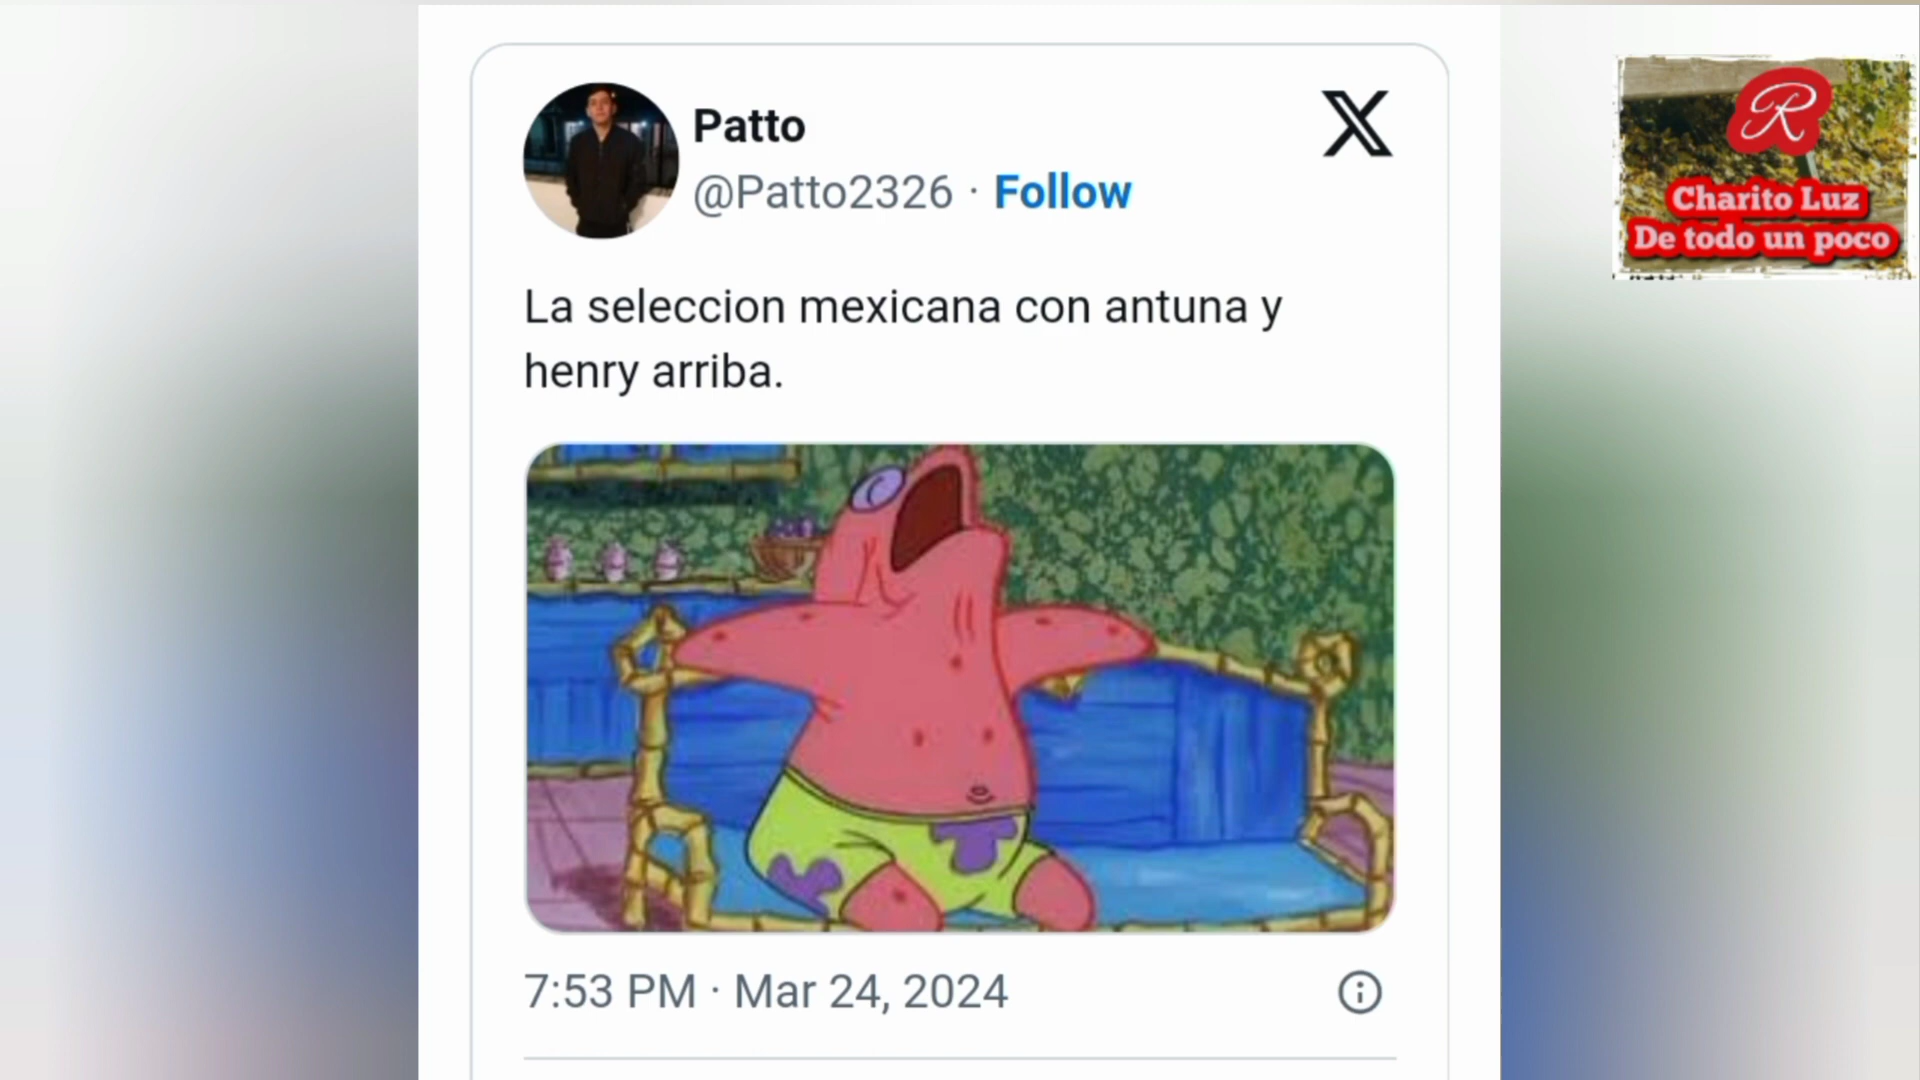 Patto
@Patto2326 · Follow
La seleccion mexicana con antuna y
henry arriba.
7:53 PM · Mar 24, 2024
R
Charito Luz
De todo un poco